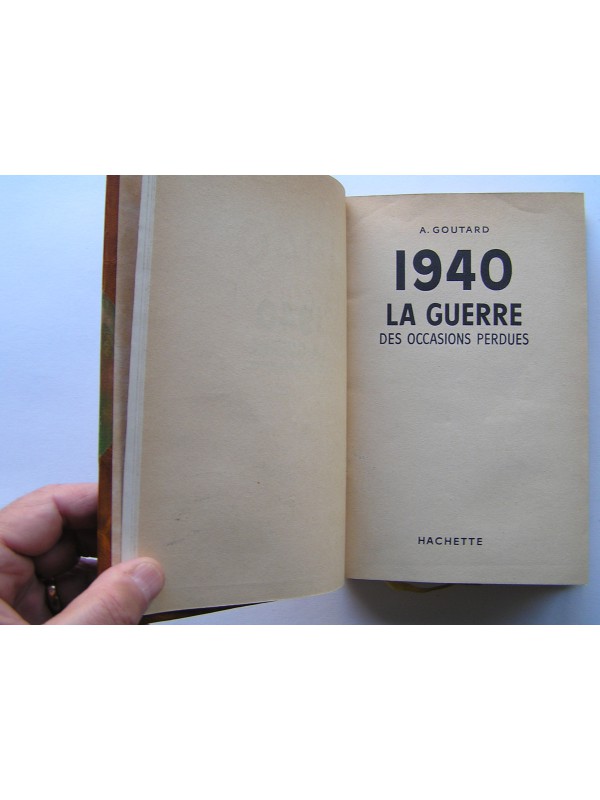 A. GOUTARD
1940
LA GUERRE
DES OCCASIONS PERDUES
HACHETTE